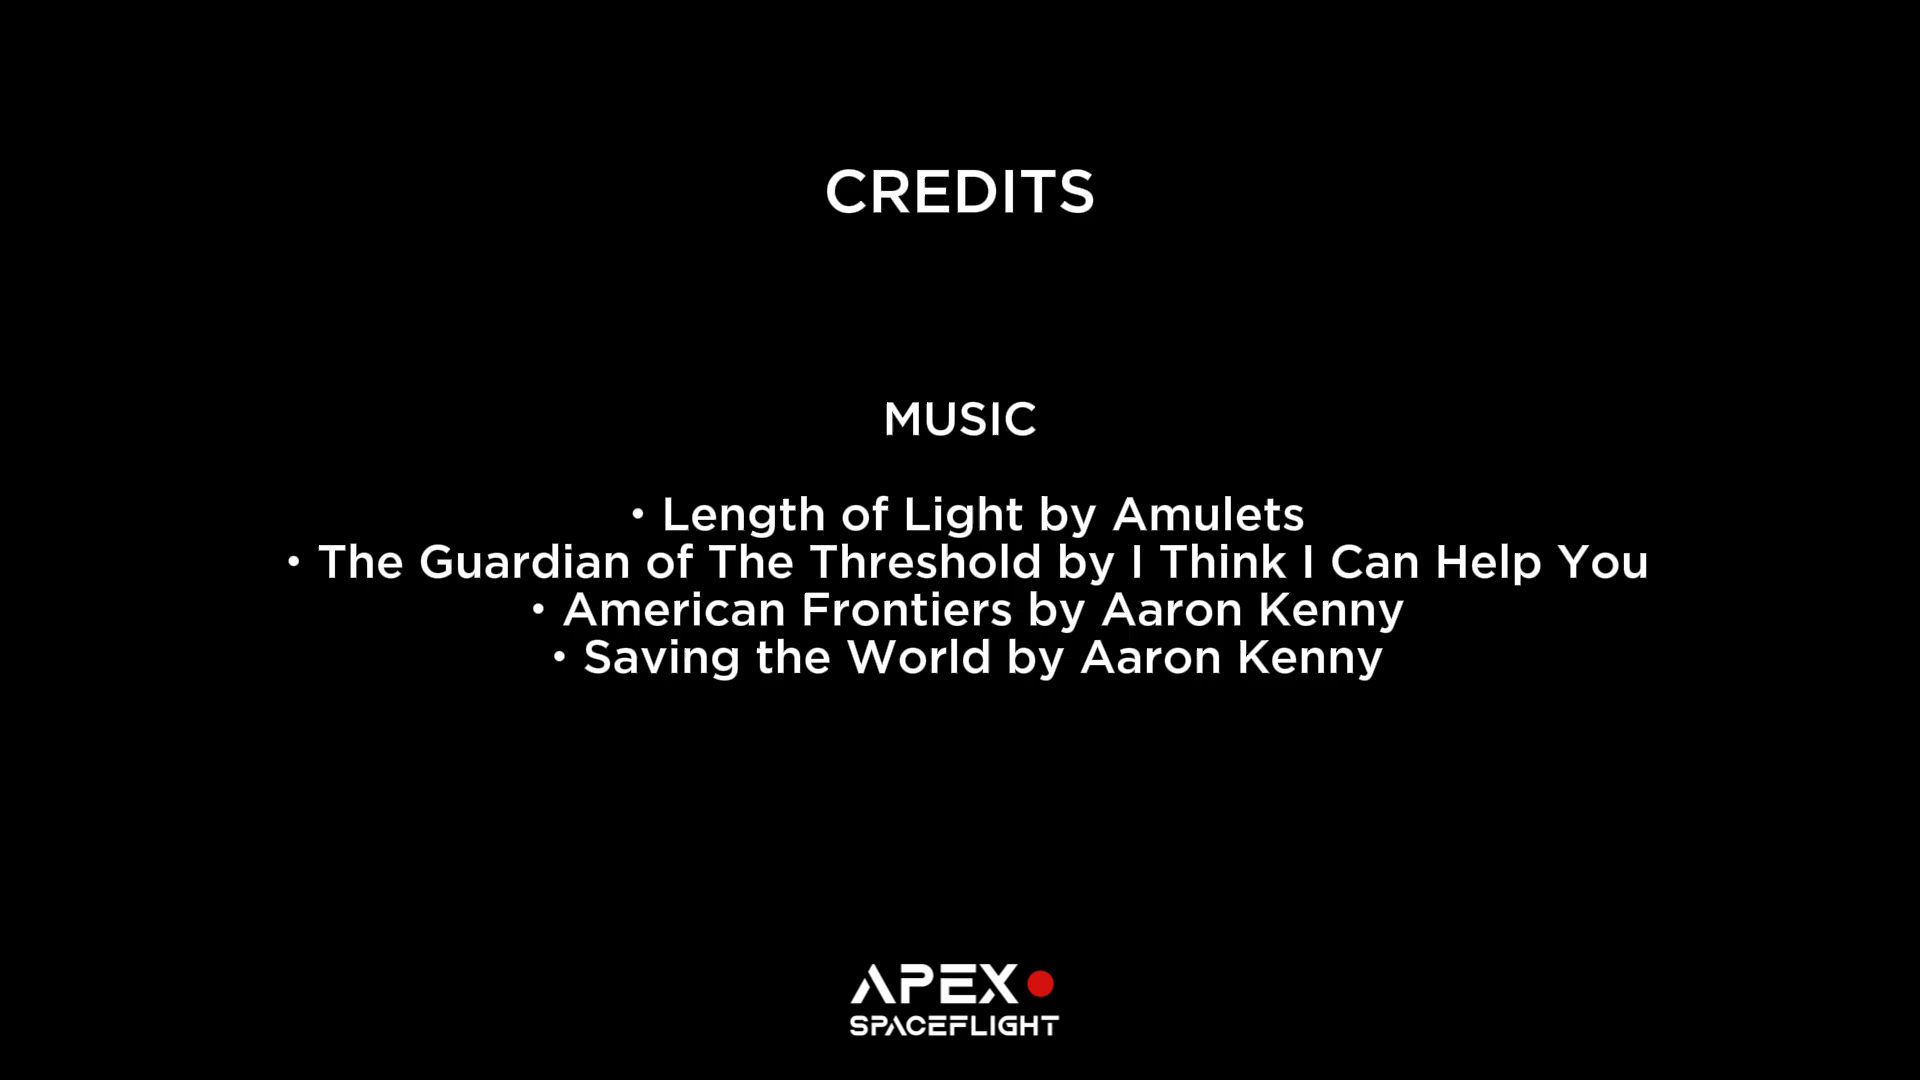 CREDITS
MUSIC
• Length of Light by Amulets
• The Guardian of The Threshold by I Think I Can Help You
• American Frontiers by Aaron Kenny
• Saving the World by Aaron Kenny
APEX
SPACEFLIGHT